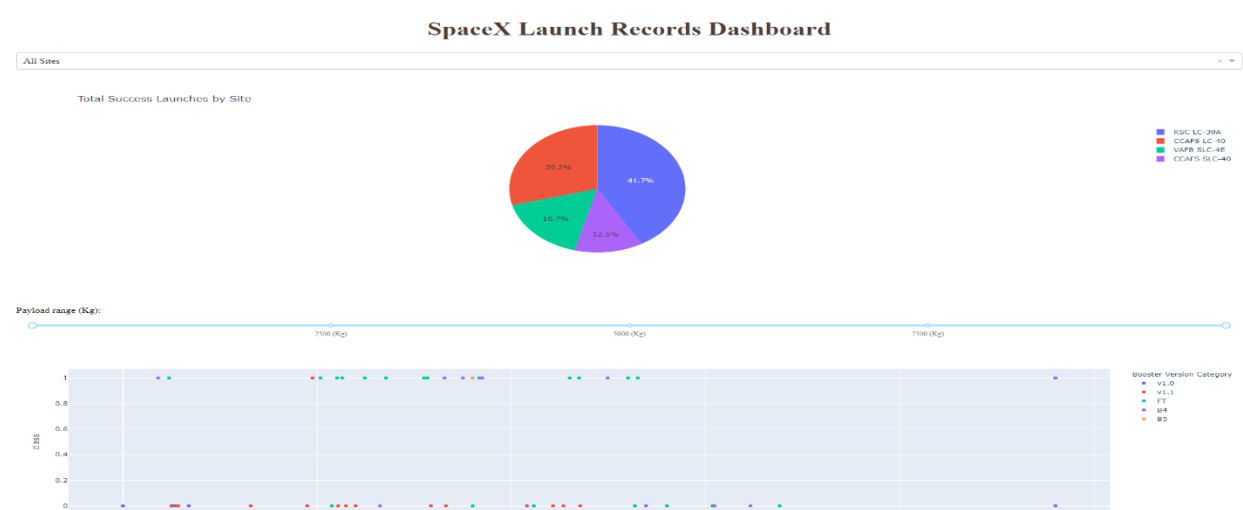 SpaceX Launch Records Dashboard
All Sites
Total Success Launches by Site
KSC LC-39A
CCAFS LC-40
VAFB SLC-4E
CCAFS SLC-40
29.2%
41.7%
16.7%
12.5%
Payload range (Kg):
2500 (Kg)
5000 (Kg)
7500 (Kg)
Booster Version Category
v1.0
v1.1
FT
B4
B5
1
0.8
0.6
0.4
0.2
0
class